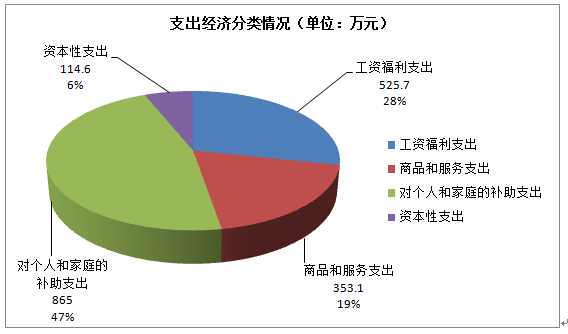 支出经济分类情况（单位：万元）
资本性支出
114.6
6%
工资福利支出
525.7
28%
工资福利支出
商品和服务支出
对个人和家庭的补助支出
资本性支出
对个人和家庭的
补助支出
865
47%
商品和服务支出
353.1
19%